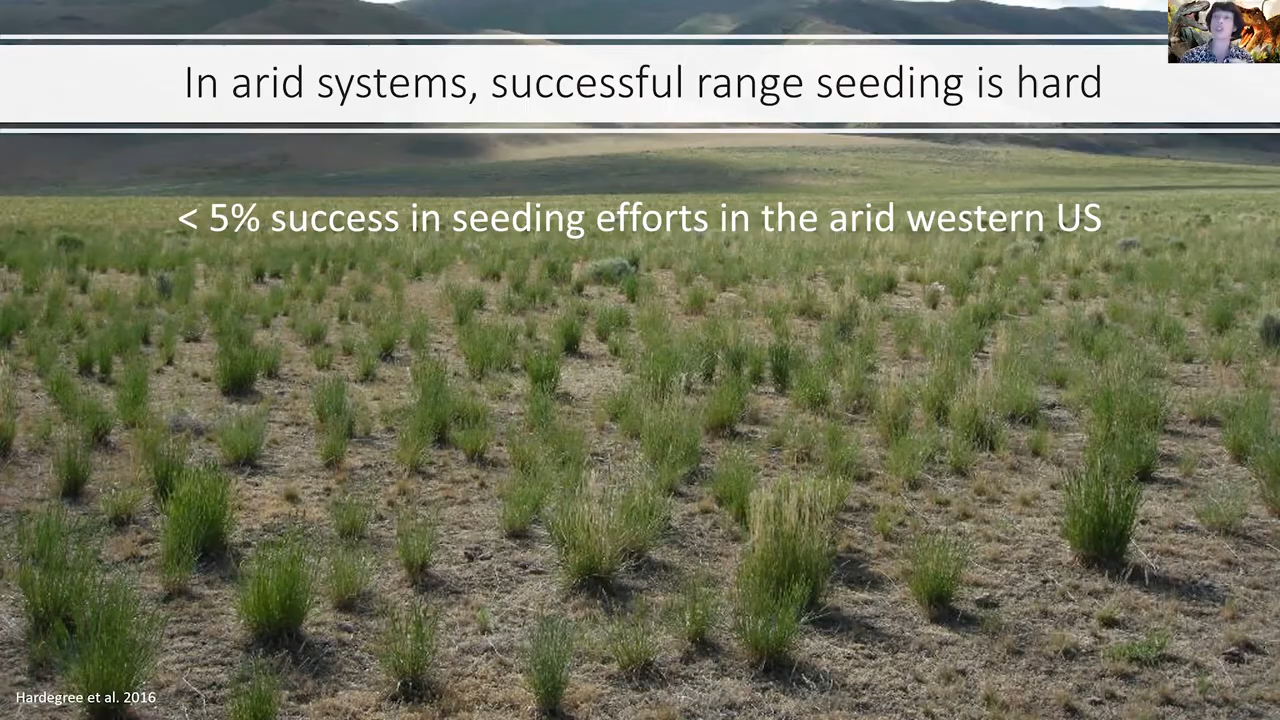 In arid systems, successful range seeding is hard
< 5% success in seeding efforts in the arid western US
Hardegree et al. 2016